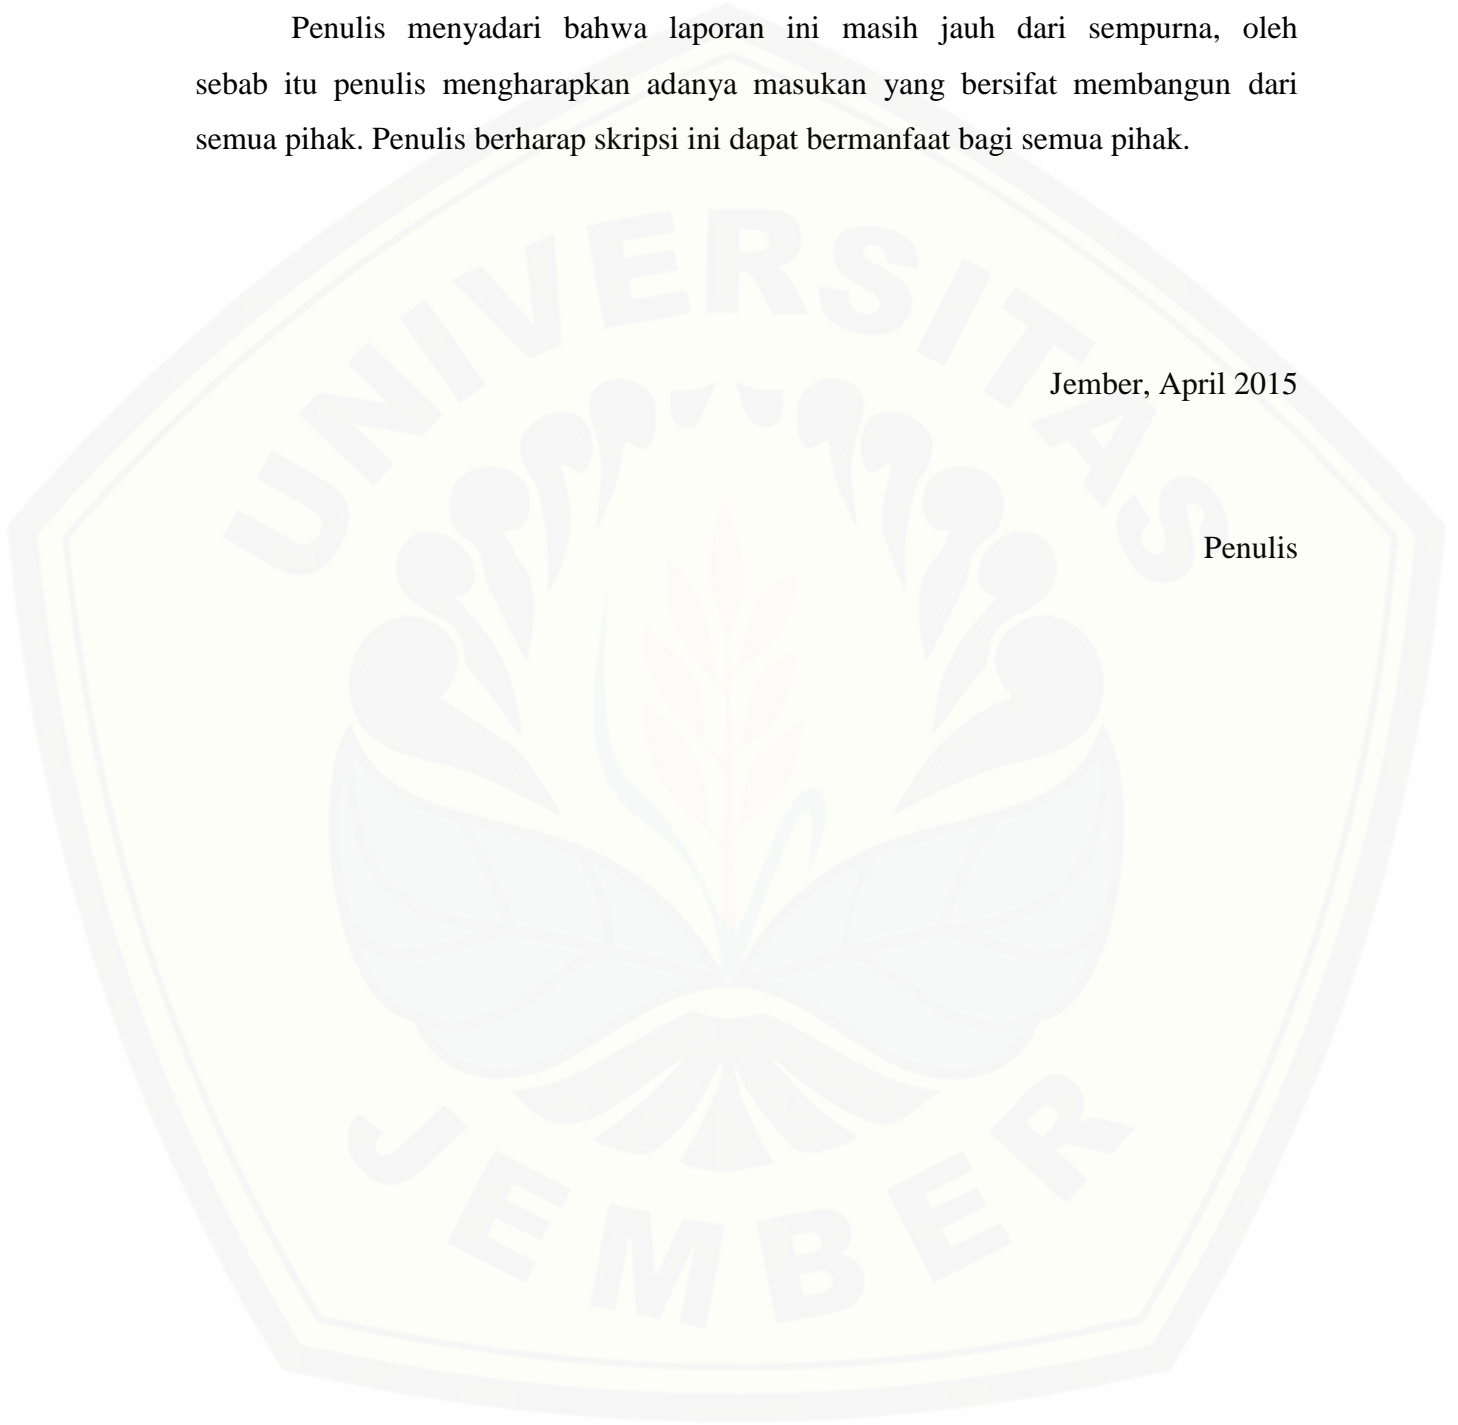 Penulis menyadari bahwa laporan ini masih jauh dari sempurna, oleh
sebab itu penulis mengharapkan adanya masukan yang bersifat membangun dari
semua pihak. Penulis berharap skripsi ini dapat bermanfaat bagi semua pihak.
UNIVERSITAS
Jember, April 2015
Penulis
JEMBER